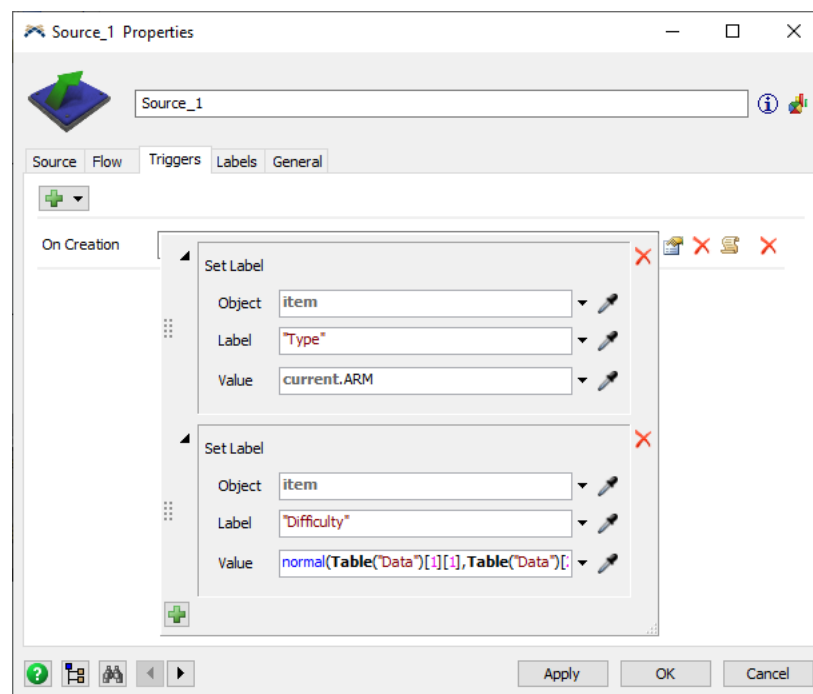 Source_1 Properties
Source_1
Source Flow Triggers Labels General
On Creation
Set Label
Object item
Label "Type"
Value current.ARM
Set Label
Object item
Label "Difficulty"
Value normal(Table("Data")[1][1],Table("Data")[
Apply OK Cancel